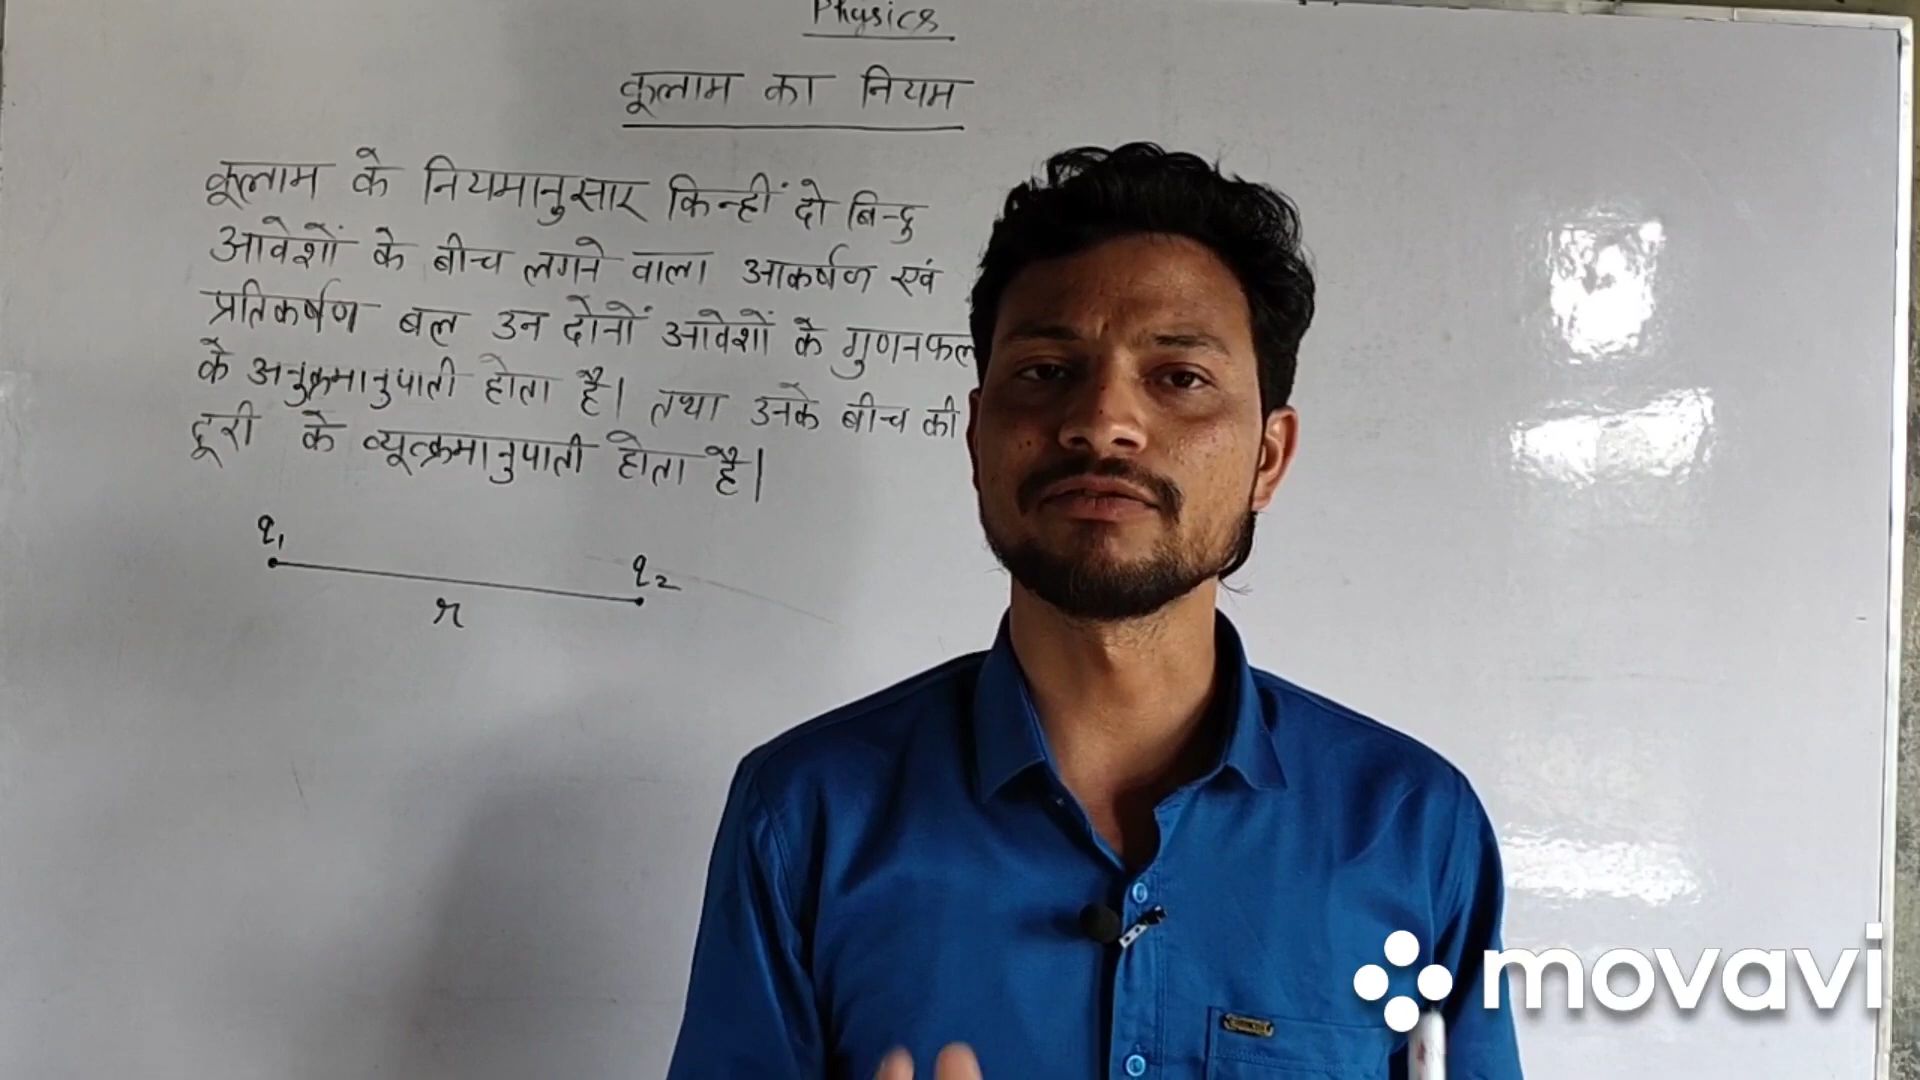 Physics
कूलाम का नियम
कूलाम के नियमानुसार किन्हीं दो बिन्दु
आवेशों के बीच लगने वाला आकर्षण एवं
प्रतिकर्षण बल उन दोनों आवेशों के गुणनफल
के अनुक्रमानुपाती होता है। तथा उनके बीच की
दूरी के व्यूत्क्रमानुपाती होता है।
q₁
q₂
r
movavi